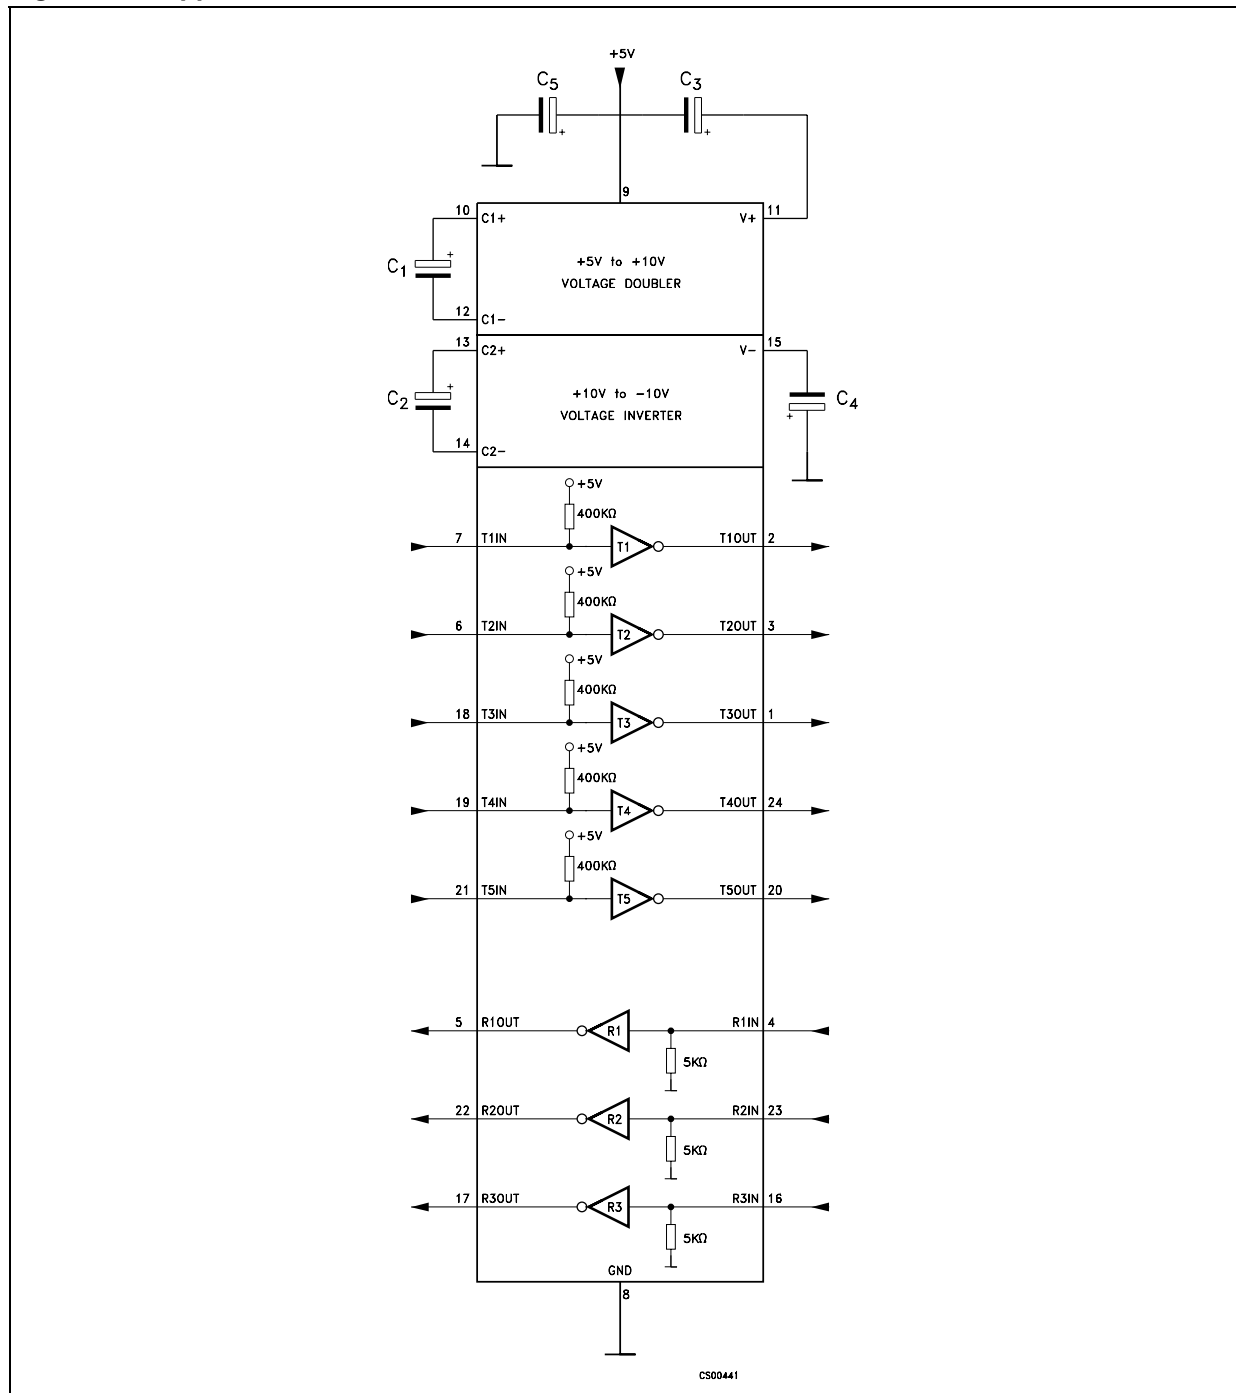 +5V
C5
C3
+
+
9
10
C1+
V+
11
C1
+
+5V to +10V
VOLTAGE DOUBLER
12
C1-
13
C2+
V-
15
C2
+
+10V to -10V
VOLTAGE INVERTER
+
C4
14
C2-
+5V
400KΩ
7 T1IN T1 T1OUT 2
+5V
400KΩ
6 T2IN T2 T2OUT 3
+5V
400KΩ
18 T3IN T3 T3OUT 1
+5V
400KΩ
19 T4IN T4 T4OUT 24
+5V
400KΩ
21 T5IN T5 T5OUT 20
5 R1OUT R1 R1IN 4
5KΩ
22 R2OUT R2 R2IN 23
5KΩ
17 R3OUT R3 R3IN 16
5KΩ
GND
8
CS00441